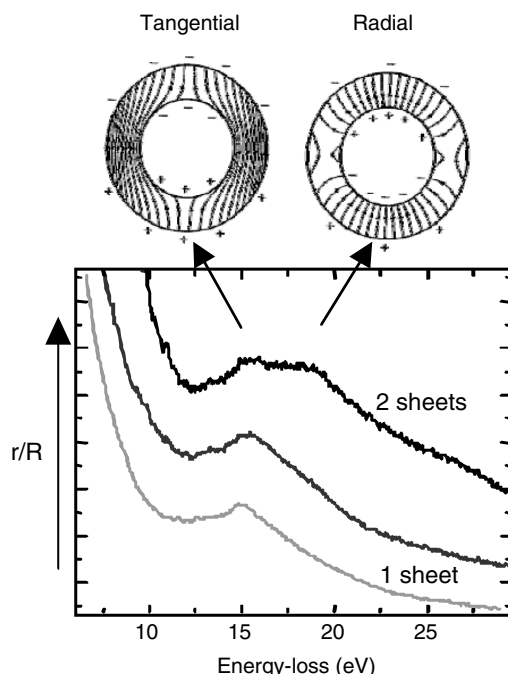 Tangential Radial
r/R
2 sheets
1 sheet
10 15 20 25
Energy-loss (eV)